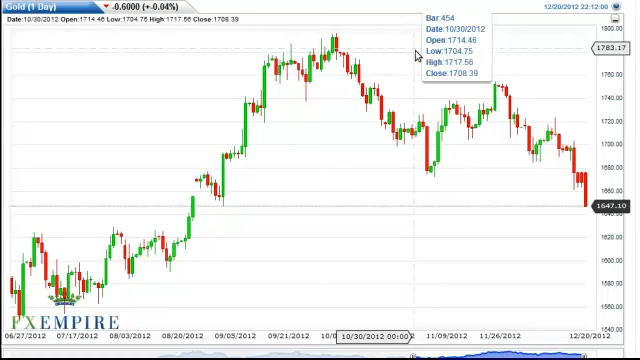 Gold (1 Day) -0.6000 (+-0.04%) 12/20/2012 22:12:00
Date:10/30/2012 Open:1714.46 Low:1704.75 High:1717.56 Close:1708.39
Bar:454
Date:10/30/2012
Open:1714.46
Low:1704.75
High:1717.56
Close:1708.39
1800.00
1783.17
1760.00
1740.00
1720.00
1700.00
1680.00
1660.00
1647.10
1620.00
1600.00
1580.00
1560.00
1540.00
FXEMPIRE
06/27/2012 07/17/2012 08/03/2012 08/20/2012 09/05/2012 09/21/2012 10/30/2012 00:00 11/09/2012 11/26/2012 12/20/2012